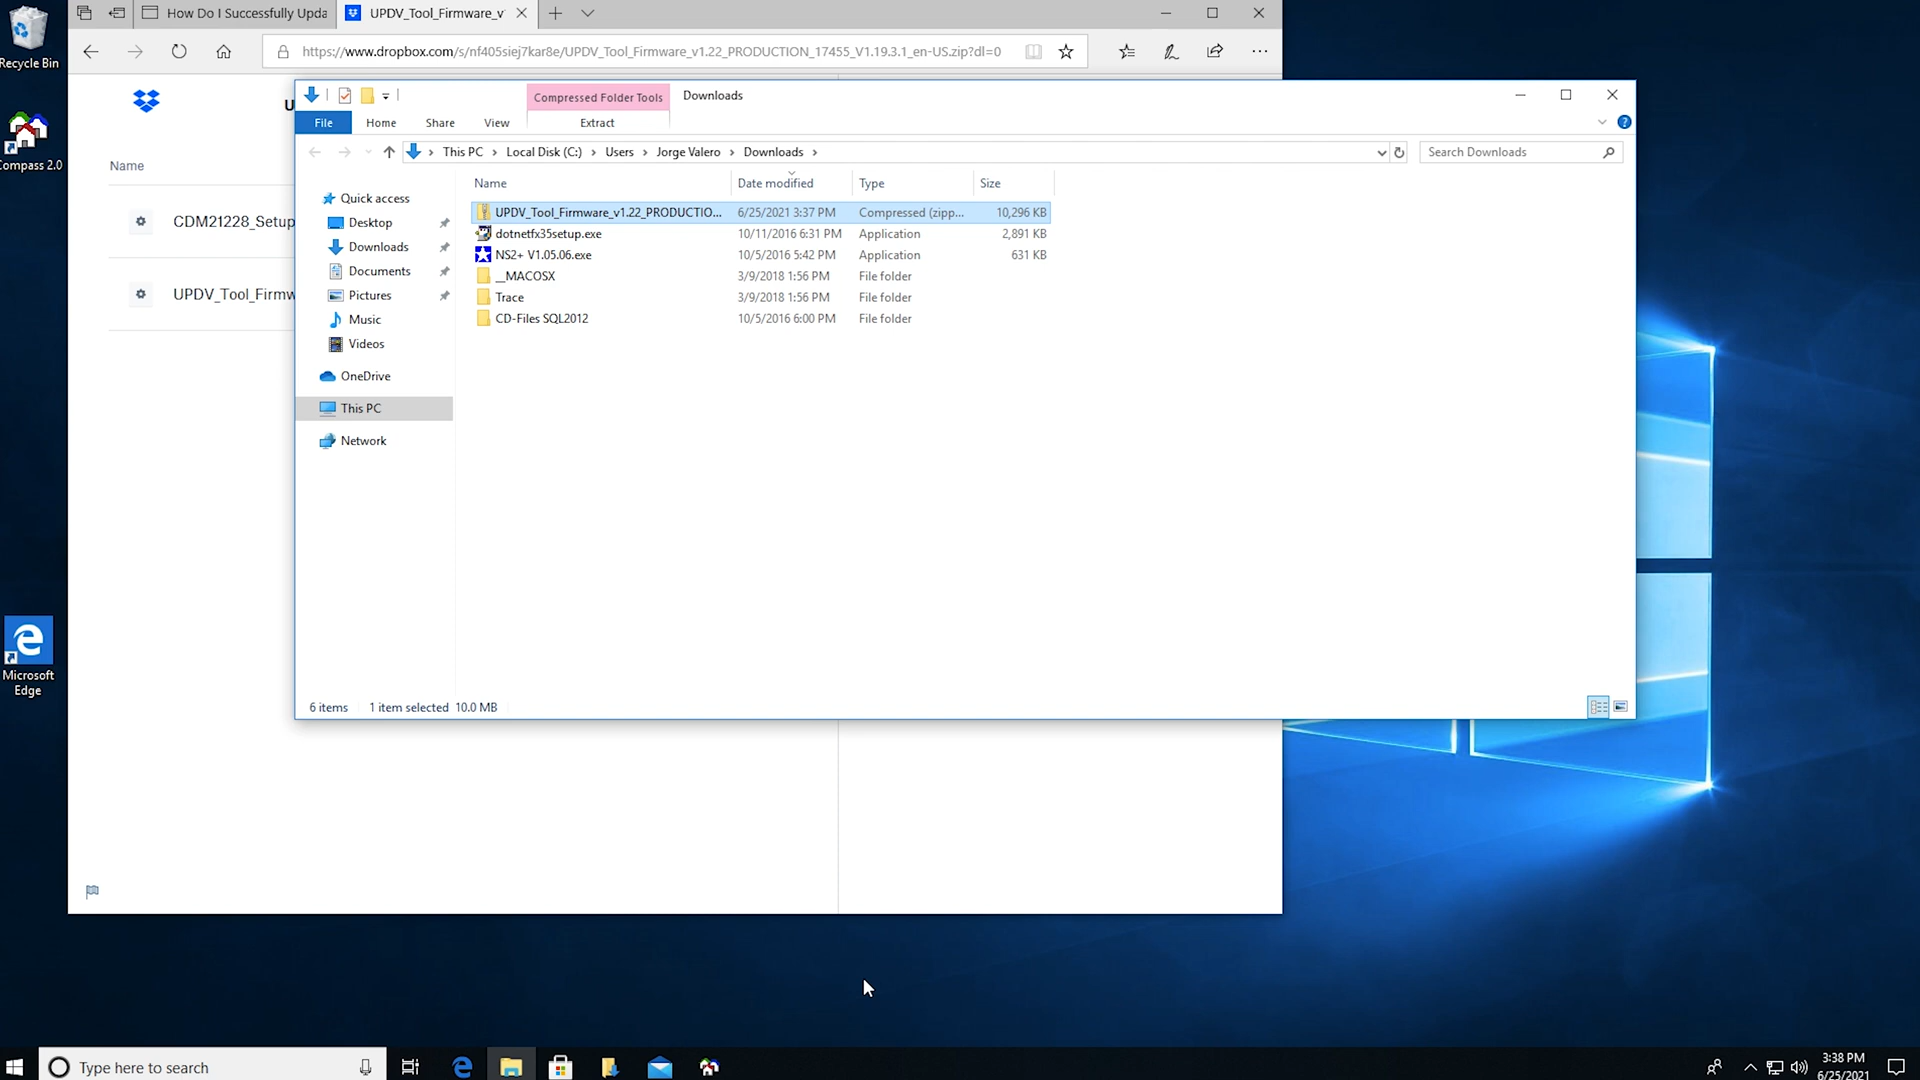 Recycle Bin
Compass 2.0
Microsoft
Edge
How Do I Successfully Upda
UPDV_Tool_Firmware_v
https://www.dropbox.com/s/nf405siej7kar8e/UPDV_Tool_Firmware_v1.22_PRODUCTION_17455_V1.19.3.1_en-US.zip?dl=0
U
Name
CDM21228_Setup
UPDV_Tool_Firmw
Compressed Folder Tools
Downloads
File
Home
Share
View
Extract
This PC
Local Disk (C:)
Users
Jorge Valero
Downloads
Search Downloads
Quick access
Desktop
Downloads
Documents
Pictures
Music
Videos
OneDrive
This PC
Network
Name Date modified Type Size
UPDV_Tool_Firmware_v1.22_PRODUCTIO... 6/25/2021 3:37 PM Compressed (zipp... 10,296 KB
dotnetfx35setup.exe 10/11/2016 6:31 PM Application 2,891 KB
NS2+ V1.05.06.exe 10/5/2016 5:42 PM Application 631 KB
__MACOSX 3/9/2018 1:56 PM File folder
Trace 3/9/2018 1:56 PM File folder
CD-Files SQL2012 10/5/2016 6:00 PM File folder
6 items 1 item selected 10.0 MB
Type here to search
3:38 PM
6/25/2021